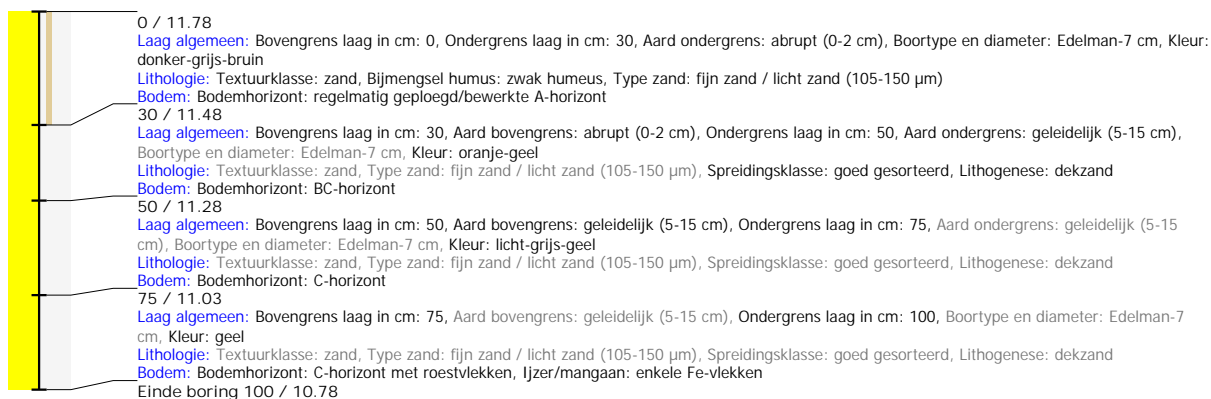 0 / 11.78
Laag algemeen: Bovengrens laag in cm: 0, Ondergrens laag in cm: 30, Aard ondergrens: abrupt (0-2 cm), Boortype en diameter: Edelman-7 cm, Kleur:
donker-grijs-bruin
Lithologie: Textuurklasse: zand, Bijmengsel humus: zwak humeus, Type zand: fijn zand / licht zand (105-150 µm)
Bodem: Bodemhorizont: regelmatig geploegd/bewerkte A-horizont
30 / 11.48
Laag algemeen: Bovengrens laag in cm: 30, Aard bovengrens: abrupt (0-2 cm), Ondergrens laag in cm: 50, Aard ondergrens: geleidelijk (5-15 cm),
Boortype en diameter: Edelman-7 cm, Kleur: oranje-geel
Lithologie: Textuurklasse: zand, Type zand: fijn zand / licht zand (105-150 µm), Spreidingsklasse: goed gesorteerd, Lithogenese: dekzand
Bodem: Bodemhorizont: BC-horizont
50 / 11.28
Laag algemeen: Bovengrens laag in cm: 50, Aard bovengrens: geleidelijk (5-15 cm), Ondergrens laag in cm: 75, Aard ondergrens: geleidelijk (5-15
cm), Boortype en diameter: Edelman-7 cm, Kleur: licht-grijs-geel
Lithologie: Textuurklasse: zand, Type zand: fijn zand / licht zand (105-150 µm), Spreidingsklasse: goed gesorteerd, Lithogenese: dekzand
Bodem: Bodemhorizont: C-horizont
75 / 11.03
Laag algemeen: Bovengrens laag in cm: 75, Aard bovengrens: geleidelijk (5-15 cm), Ondergrens laag in cm: 100, Boortype en diameter: Edelman-7
cm, Kleur: geel
Lithologie: Textuurklasse: zand, Type zand: fijn zand / licht zand (105-150 µm), Spreidingsklasse: goed gesorteerd, Lithogenese: dekzand
Bodem: Bodemhorizont: C-horizont met roestvlekken, Ijzer/mangaan: enkele Fe-vlekken
Einde boring 100 / 10.78